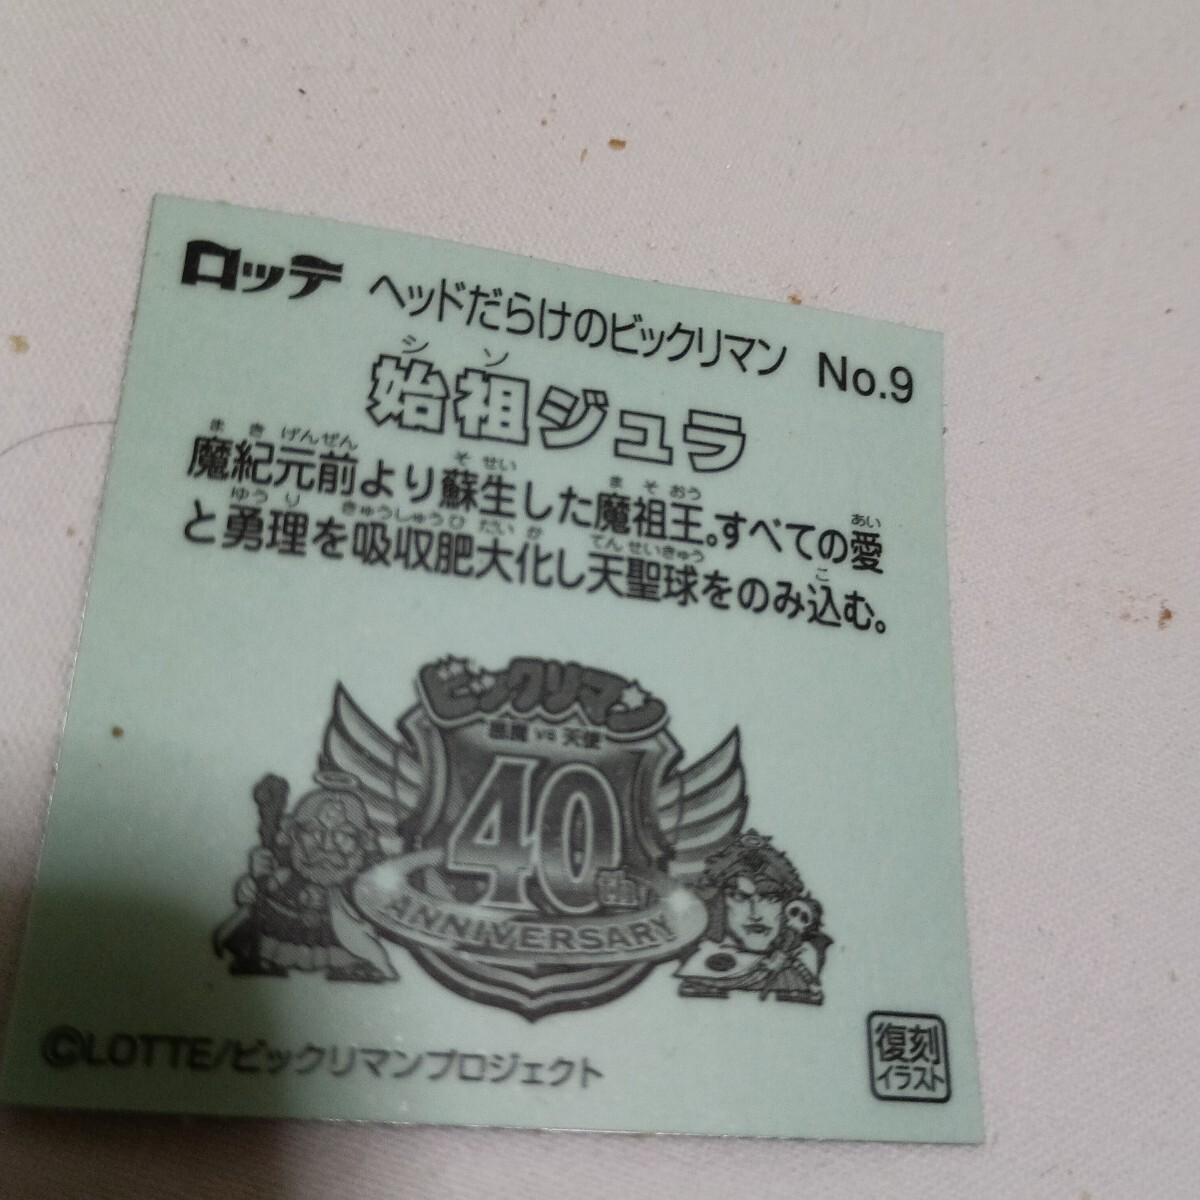 ロッテ ヘッドだらけのビックリマン No.9
シソ
始祖ジュラ
まきげんぜん そせい まそおう あい
魔紀元前より蘇生した魔祖王。すべての愛
ゆうり きゅうしゅうひだいか てんせいきゅう こ
と勇理を吸収肥大化し天聖球をのみ込む。
ビックリマン
悪魔 vs 天使
40th
ANNIVERSARY
©LOTTE/ビックリマンプロジェクト
復刻
イラスト